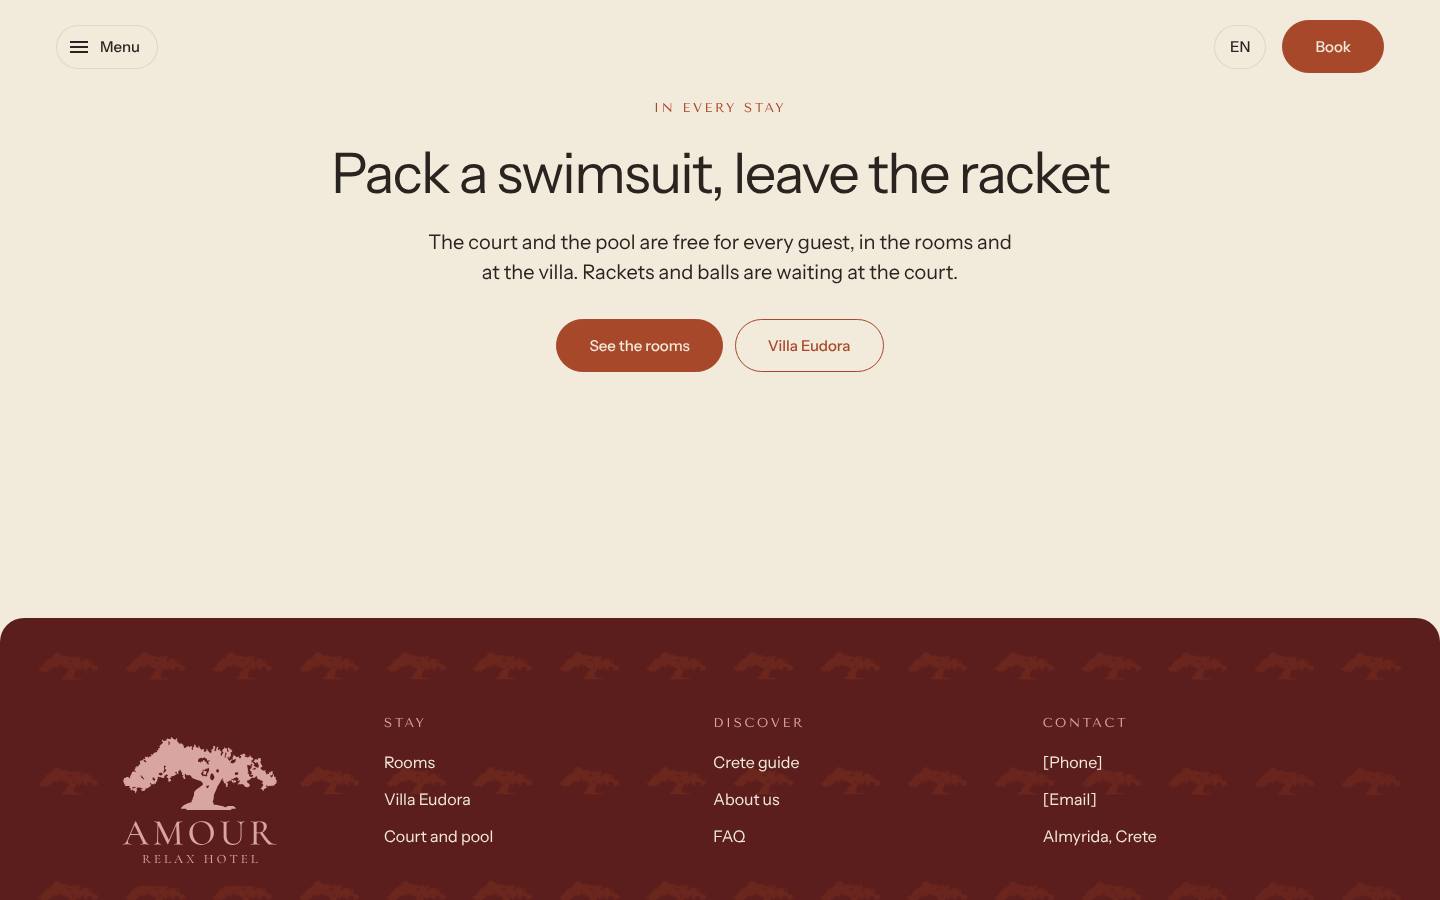 Menu
EN
Book
IN EVERY STAY
Pack a swimsuit, leave the racket
The court and the pool are free for every guest, in the rooms and
at the villa. Rackets and balls are waiting at the court.
See the rooms
Villa Eudora
AMOUR
RELAX HOTEL
STAY
Rooms
Villa Eudora
Court and pool
DISCOVER
Crete guide
About us
FAQ
CONTACT
[Phone]
[Email]
Almyrida, Crete